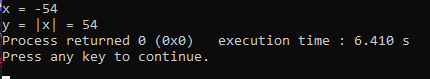 x = -54
y = |x| = 54
Process returned 0 (0x0)   execution time : 6.410 s
Press any key to continue.